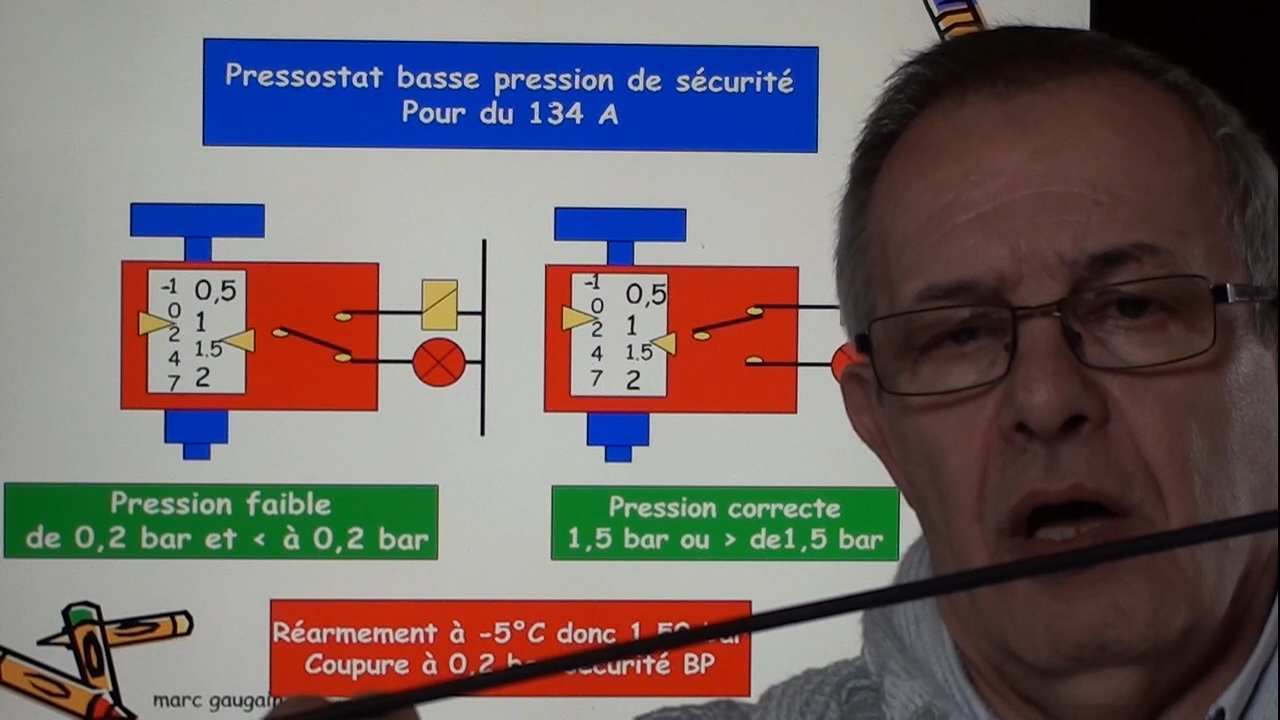 Pressostat basse pression de sécurité
Pour du 134 A
-1 0,5
0 1
2 1.5
4 2
7
-1 0,5
0 1
2 1.5
4 2
7
Pression faible
de 0,2 bar et < à 0,2 bar
Pression correcte
1,5 bar ou > de1,5 bar
Réarmement à -5°C donc
Coupure à 0,2 sécurité BP
marc